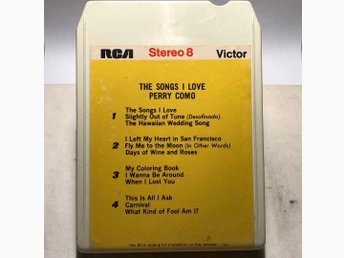 RCA Stereo 8 Victor
THE SONGS I LOVE
PERRY COMO
1 The Songs I Love
Slightly Out of Tune (Desafinado)
The Hawaiian Wedding Song
2 I Left My Heart in San Francisco
Fly Me to the Moon (In Other Words)
Days of Wine and Roses
3 My Coloring Book
I Wanna Be Around
When I Lost You
4 This Is All I Ask
Carnival
What Kind of Fool Am I?